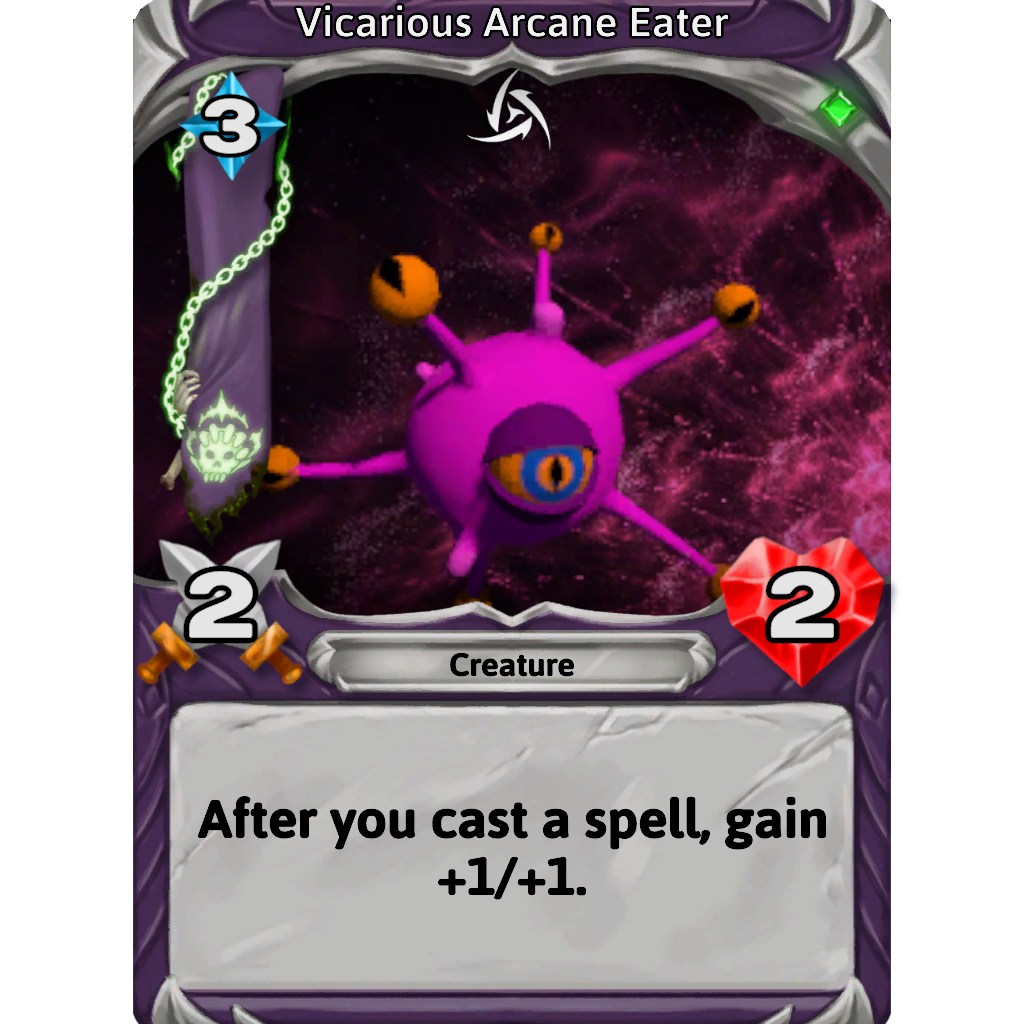 Vicarious Arcane Eater
3
2
2
Creature
After you cast a spell, gain
+1/+1.